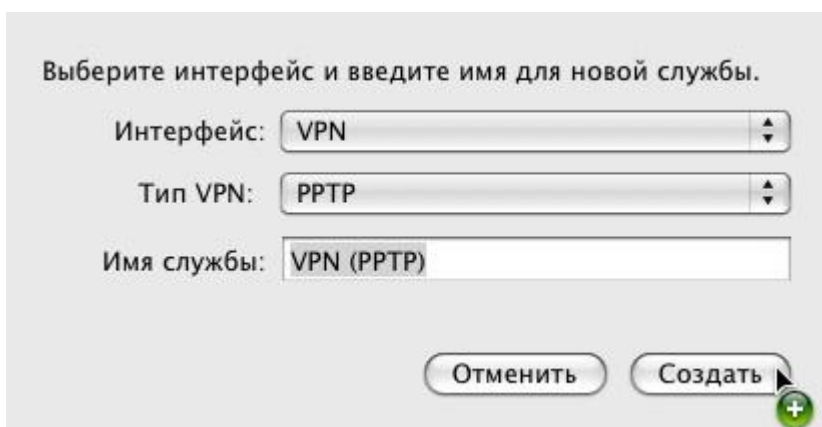 Выберите интерфейс и введите имя для новой службы.
Интерфейс: VPN
Тип VPN: PPTP
Имя службы: VPN (PPTP)
Отменить Создать